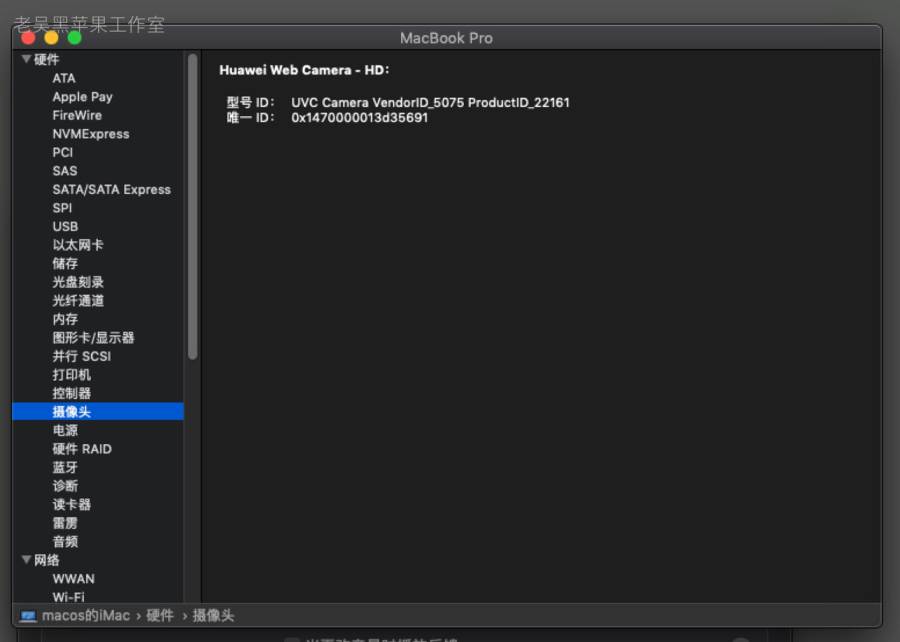 老吴黑苹果工作室
MacBook Pro
硬件
ATA
Apple Pay
FireWire
NVMExpress
PCI
SAS
SATA/SATA Express
SPI
USB
以太网卡
储存
光盘刻录
光纤通道
内存
图形卡/显示器
并行 SCSI
打印机
控制器
摄像头
电源
硬件 RAID
蓝牙
诊断
读卡器
雷雳
音频
网络
WWAN
Wi-Fi
Huawei Web Camera - HD:
型号 ID: UVC Camera VendorID_5075 ProductID_22161
唯一 ID: 0x1470000013d35691
macos的iMac › 硬件 › 摄像头